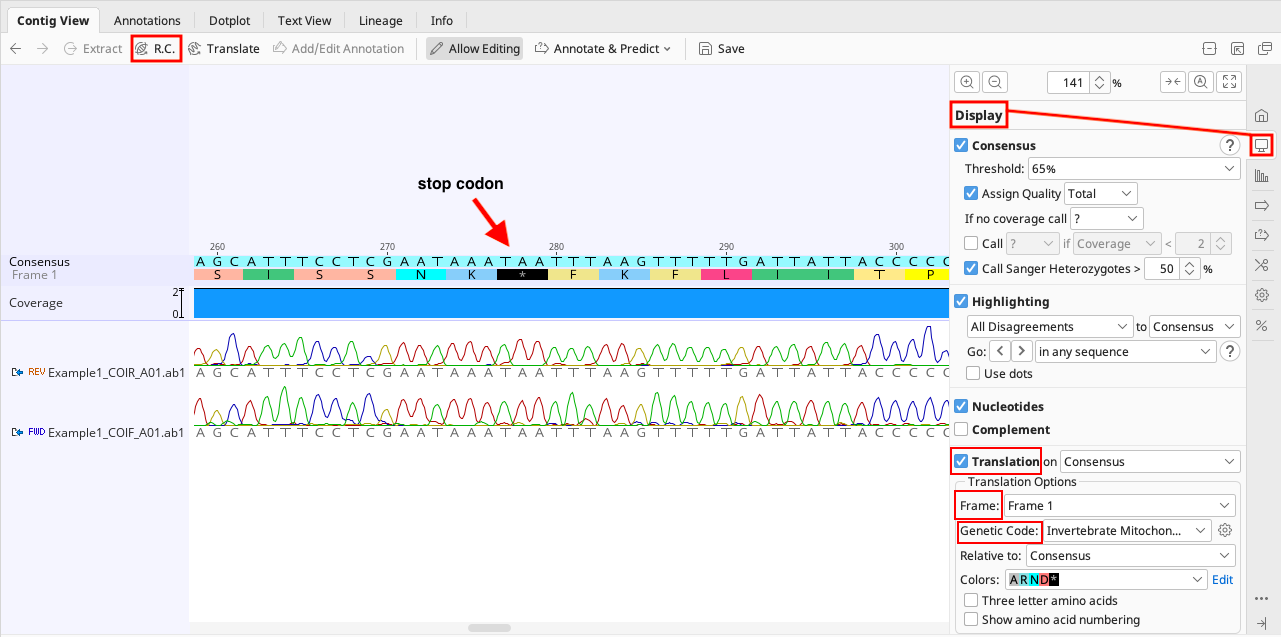 Contig View Annotations Dotplot Text View Lineage Info
Extract R.C. Translate Add/Edit Annotation Allow Editing Annotate & Predict Save
141 %
Display
Consensus ?
Threshold: 65%
Assign Quality Total
If no coverage call ?
Call ? if Coverage < 2
Call Sanger Heterozygotes > 50 %
Highlighting
All Disagreements to Consensus
Go: in any sequence ?
Use dots
Nucleotides
Complement
Translation on Consensus
Translation Options
Frame: Frame 1
Genetic Code: Invertebrate Mitochon...
Relative to: Consensus
Colors: A R N D * Edit
Three letter amino acids
Show amino acid numbering
stop codon
260 270 280 290 300
Consensus A G C A T T T C C T C G A A T A A A T A A T T T A A G T T T T T G A T T A T T A C C C C C
Frame 1 S I S S N K * F K F L I I T P
Coverage 2 0
REV Example1_COIR_A01.ab1 A G C A T T T C C T C G A A T A A A T A A T T T A A G T T T T T G A T T A T T A C C C C C
FWD Example1_COIF_A01.ab1 A G C A T T T C C T C G A A T A A A T A A T T T A A G T T T T T G A T T A T T A C C C C C